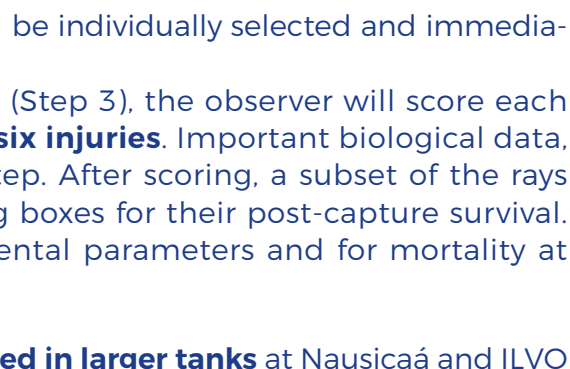 be individually selected and immedia-
(Step 3), the observer will score each
six injuries. Important biological data,
tep. After scoring, a subset of the rays
g boxes for their post-capture survival.
ental parameters and for mortality at
ed in larger tanks at Nausicaá and ILVO